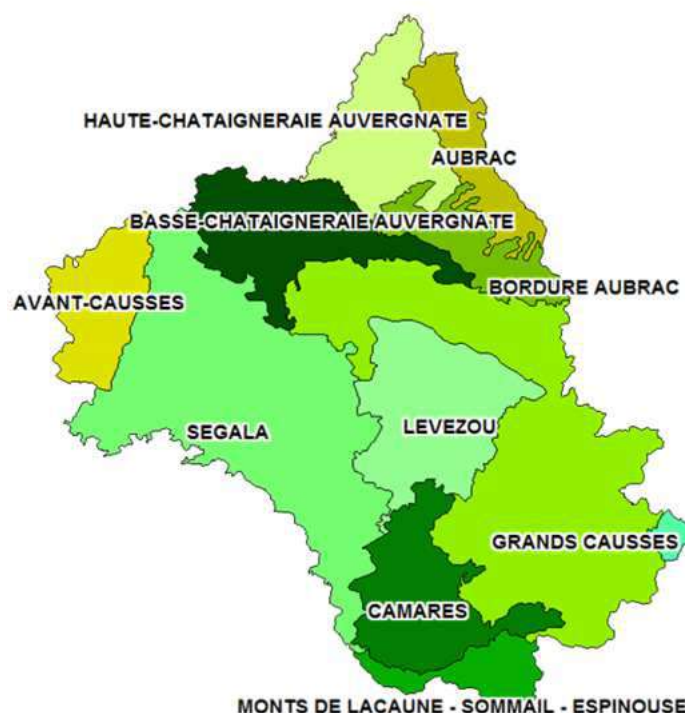 HAUTE-CHATAIGNERAIE AUVERGNATE
AUBRAC
BASSE-CHATAIGNERAIE AUVERGNATE
BORDURE AUBRAC
AVANT-CAUSSES
SEGALA
LEVEZOU
GRANDS CAUSSES
CAMARES
MONTS DE LACAUNE - SOMMAIL - ESPINOUSE